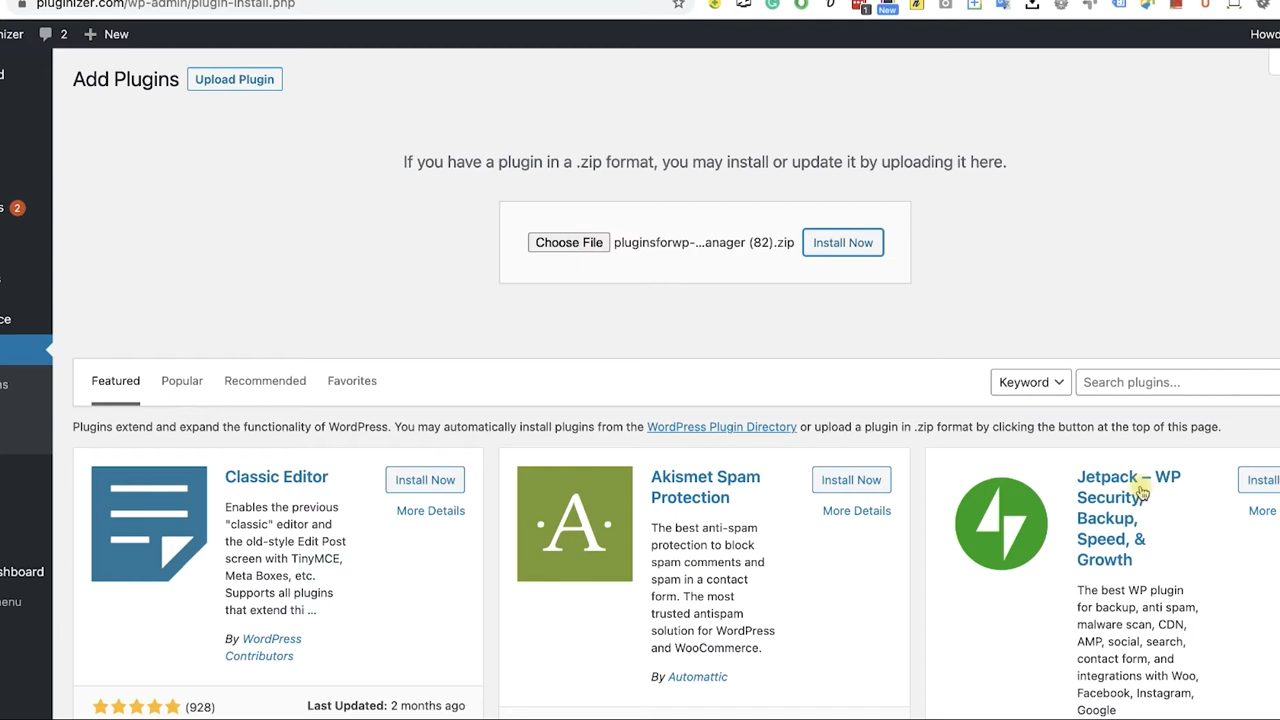 pluginizer.com/wp-admin/plugin-install.php
New
nizer 2 New Howd
Add Plugins Upload Plugin
If you have a plugin in a .zip format, you may install or update it by uploading it here.
Choose File pluginsforwp-...anager (82).zip Install Now
2
Featured Popular Recommended Favorites Keyword Search plugins...
Plugins extend and expand the functionality of WordPress. You may automatically install plugins from the WordPress Plugin Directory or upload a plugin in .zip format by clicking the button at the top of this page.
Classic Editor
Install Now
More Details
Enables the previous
"classic" editor and
the old-style Edit Post
screen with TinyMCE,
Meta Boxes, etc.
Supports all plugins
that extend thi ...
By WordPress
Contributors
(928)
Last Updated: 2 months ago
A
Akismet Spam
Protection
Install Now
More Details
The best anti-spam
protection to block
spam comments and
spam in a contact
form. The most
trusted antispam
solution for WordPress
and WooCommerce.
By Automattic
Jetpack – WP
Security,
Backup,
Speed, &
Growth
Install
More
The best WP plugin
for backup, anti spam,
malware scan, CDN,
AMP, social, search,
contact form, and
integrations with Woo,
Facebook, Instagram,
Google
ce
shboard
enu